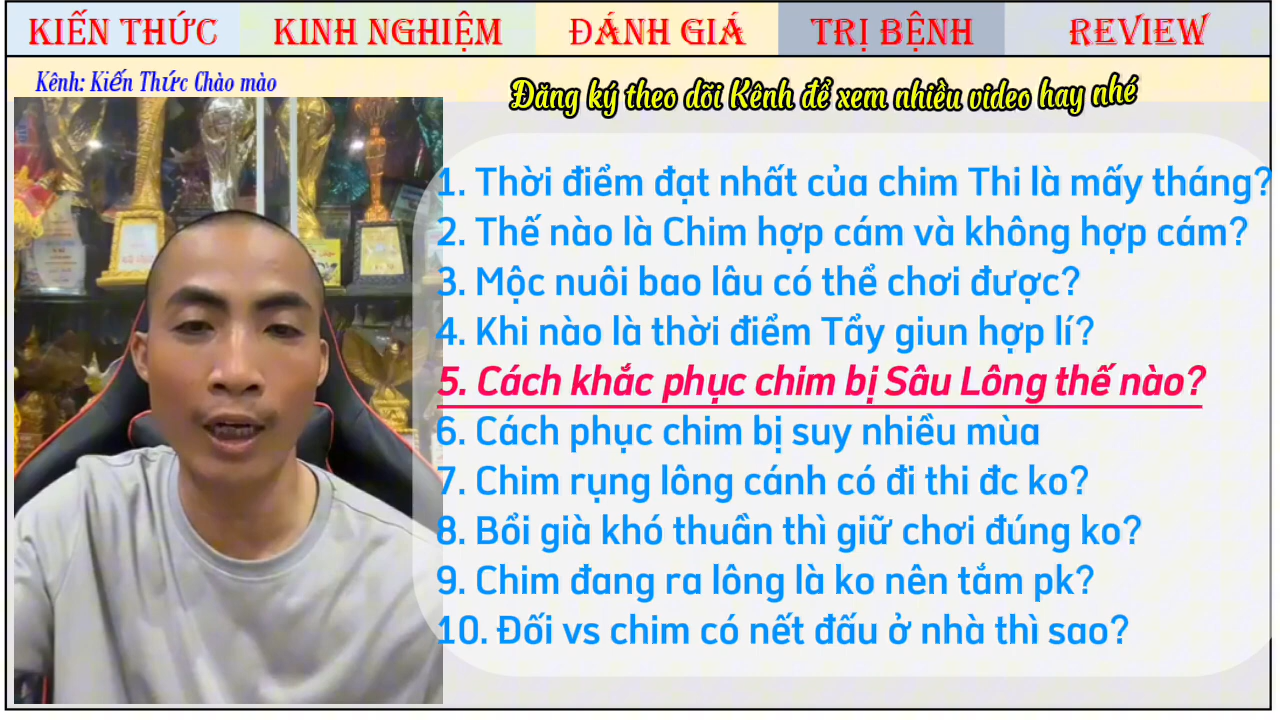 KIẾN THỨC KINH NGHIỆM ĐÁNH GIÁ TRỊ BỆNH REVIEW
Kênh: Kiến Thức Chào mào
Đăng ký theo dõi Kênh để xem nhiều video hay nhé
1. Thời điểm đạt nhất của chim Thi là mấy tháng?
2. Thế nào là Chim hợp cám và không hợp cám?
3. Mộc nuôi bao lâu có thể chơi được?
4. Khi nào là thời điểm Tẩy giun hợp lí?
5. Cách khắc phục chim bị Sâu Lông thế nào?
6. Cách phục chim bị suy nhiều mùa
7. Chim rụng lông cánh có đi thi đc ko?
8. Bổi già khó thuần thì giữ chơi đúng ko?
9. Chim đang ra lông là ko nên tắm pk?
10. Đối vs chim có nết đấu ở nhà thì sao?